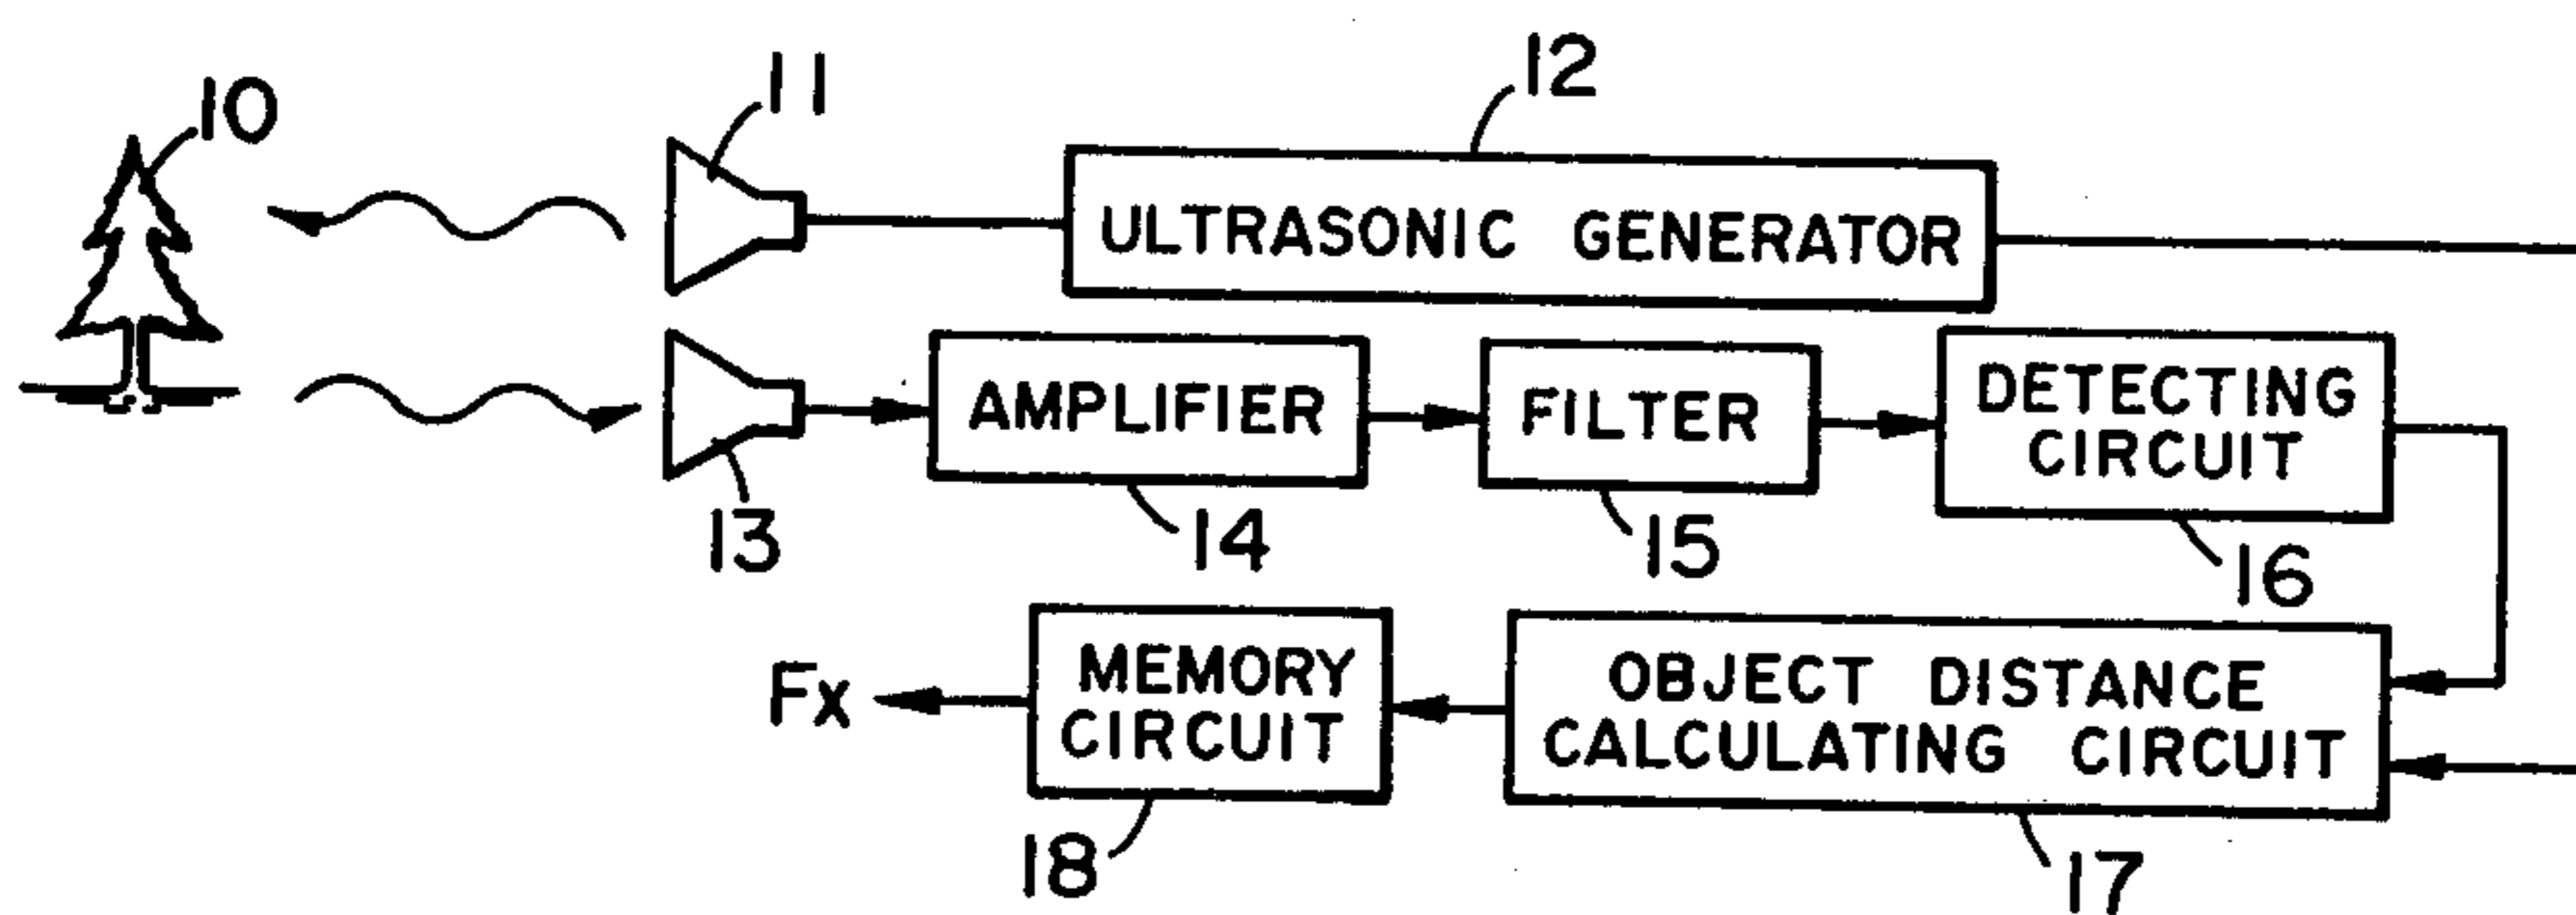 10
11
12
ULTRASONIC GENERATOR
AMPLIFIER
FILTER
DETECTING
CIRCUIT
13
14
15
16
Fx
MEMORY
CIRCUIT
OBJECT DISTANCE
CALCULATING CIRCUIT
18
17